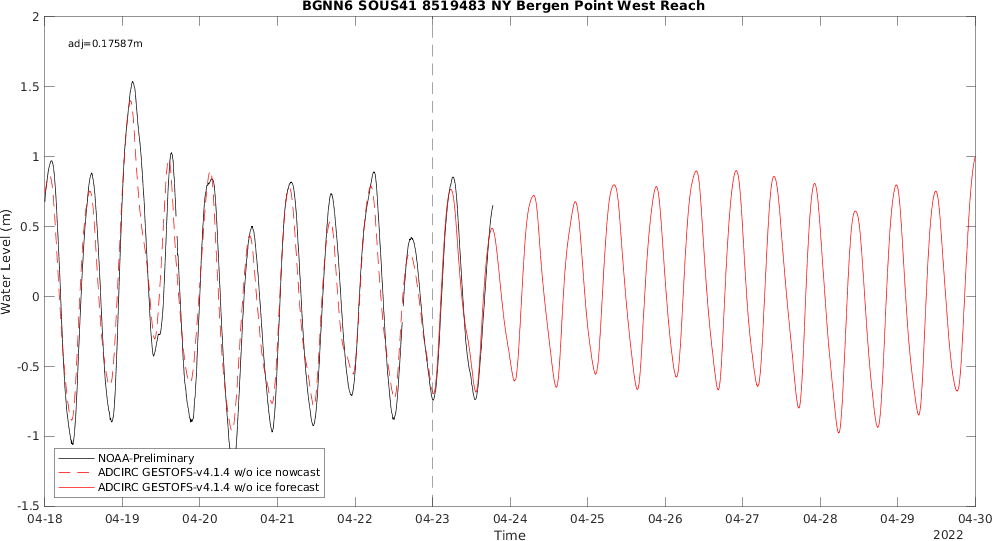 BGNN6 SOUS41 8519483 NY Bergen Point West Reach
adj=0.17587m
2
1.5
1
0.5
0
-0.5
-1
-1.5
Water Level (m)
NOAA-Preliminary
ADCIRC GESTOFS-v4.1.4 w/o ice nowcast
ADCIRC GESTOFS-v4.1.4 w/o ice forecast
04-18 04-19 04-20 04-21 04-22 04-23 04-24 04-25 04-26 04-27 04-28 04-29 04-30
Time
2022